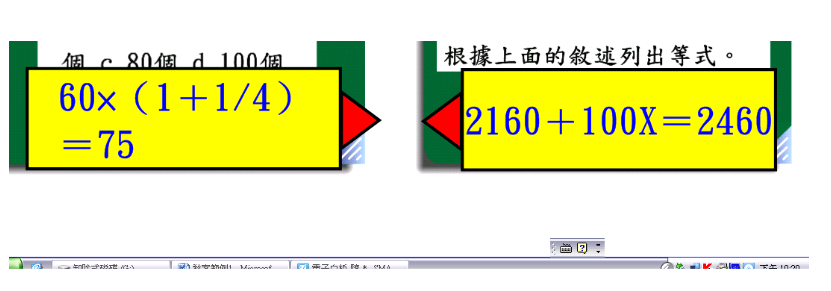 個 c 80個 d 100個
60×（1＋1/4）
＝75
根據上面的敘述列出等式。
2160＋100X＝2460